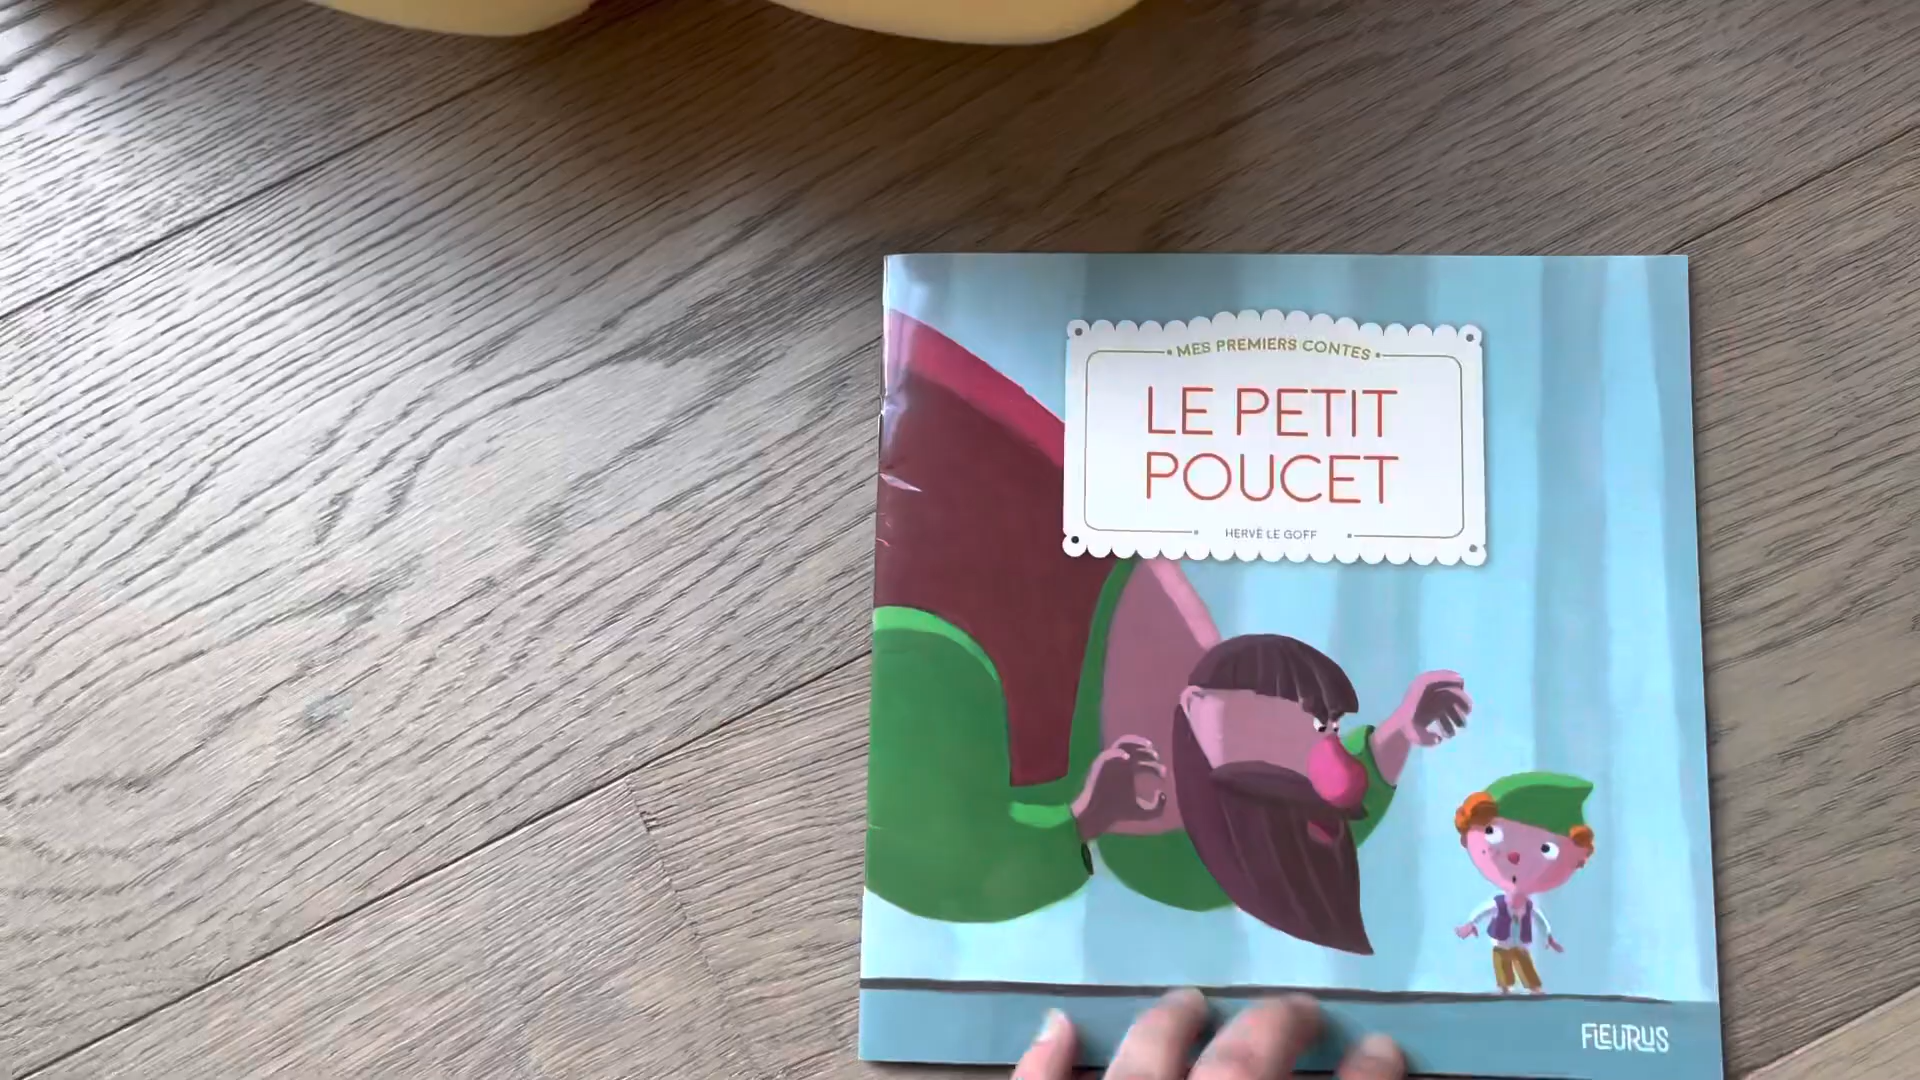 MES PREMIERS CONTES
LE PETIT
POUCET
HERVÉ LE GOFF
FLEURUS